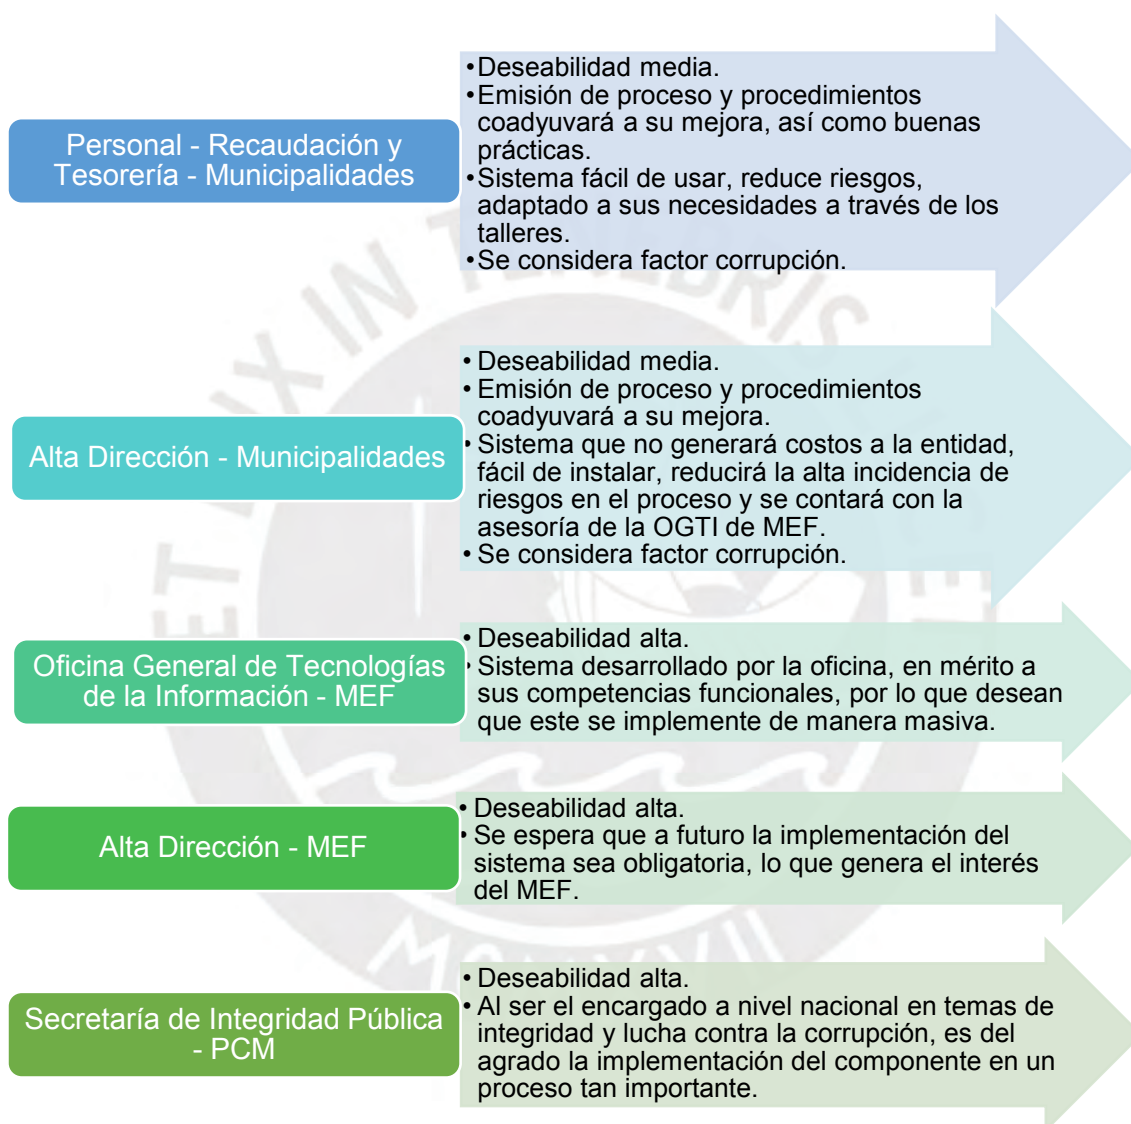 Personal - Recaudación y
Tesorería - Municipalidades
•Deseabilidad media.
•Emisión de proceso y procedimientos
coadyuvará a su mejora, así como buenas
prácticas.
•Sistema fácil de usar, reduce riesgos,
adaptado a sus necesidades a través de los
talleres.
•Se considera factor corrupción.
Alta Dirección - Municipalidades
• Deseabilidad media.
• Emisión de proceso y procedimientos
coadyuvará a su mejora.
• Sistema que no generará costos a la entidad,
fácil de instalar, reducirá la alta incidencia de
riesgos en el proceso y se contará con la
asesoría de la OGTI de MEF.
• Se considera factor corrupción.
Oficina General de Tecnologías
de la Información - MEF
• Deseabilidad alta.
• Sistema desarrollado por la oficina, en mérito a
sus competencias funcionales, por lo que desean
que este se implemente de manera masiva.
Alta Dirección - MEF
• Deseabilidad alta.
• Se espera que a futuro la implementación del
sistema sea obligatoria, lo que genera el interés
del MEF.
Secretaría de Integridad Pública
- PCM
• Deseabilidad alta.
• Al ser el encargado a nivel nacional en temas de
integridad y lucha contra la corrupción, es del
agrado la implementación del componente en un
proceso tan importante.
ET LUX IN TENEBRIS
MCMXVII